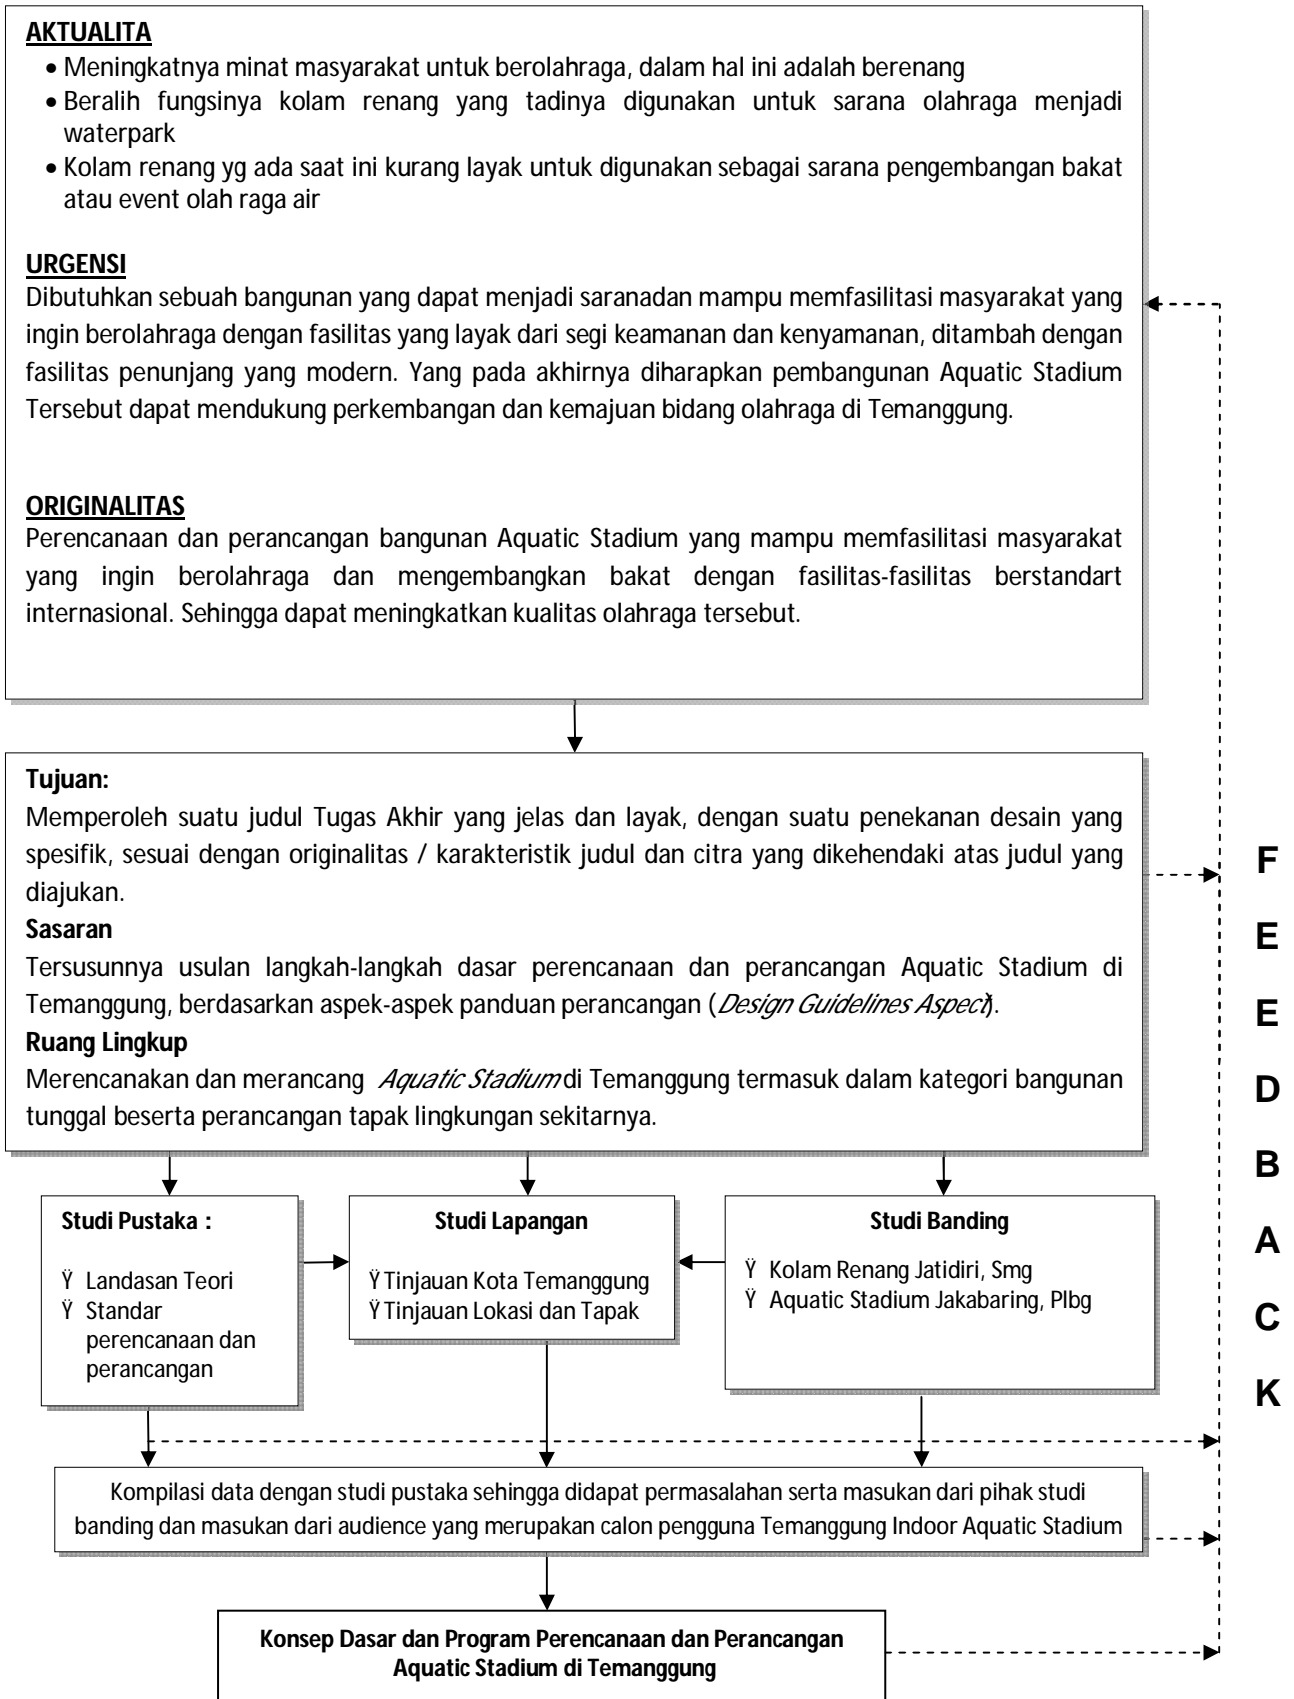 AKTUALITA
• Meningkatnya minat masyarakat untuk berolahraga, dalam hal ini adalah berenang
• Beralih fungsinya kolam renang yang tadinya digunakan untuk sarana olahraga menjadi
waterpark
• Kolam renang yg ada saat ini kurang layak untuk digunakan sebagai sarana pengembangan bakat
atau event olah raga air
URGENSI
Dibutuhkan sebuah bangunan yang dapat menjadi saranadan mampu memfasilitasi masyarakat yang
ingin berolahraga dengan fasilitas yang layak dari segi keamanan dan kenyamanan, ditambah dengan
fasilitas penunjang yang modern. Yang pada akhirnya diharapkan pembangunan Aquatic Stadium
Tersebut dapat mendukung perkembangan dan kemajuan bidang olahraga di Temanggung.
ORIGINALITAS
Perencanaan dan perancangan bangunan Aquatic Stadium yang mampu memfasilitasi masyarakat
yang ingin berolahraga dan mengembangkan bakat dengan fasilitas-fasilitas berstandart
internasional. Sehingga dapat meningkatkan kualitas olahraga tersebut.
Tujuan:
Memperoleh suatu judul Tugas Akhir yang jelas dan layak, dengan suatu penekanan desain yang
spesifik, sesuai dengan originalitas / karakteristik judul dan citra yang dikehendaki atas judul yang
diajukan.
Sasaran
Tersusunnya usulan langkah-langkah dasar perencanaan dan perancangan Aquatic Stadium di
Temanggung, berdasarkan aspek-aspek panduan perancangan (Design Guidelines Aspect).
Ruang Lingkup
Merencanakan dan merancang Aquatic Stadium di Temanggung termasuk dalam kategori bangunan
tunggal beserta perancangan tapak lingkungan sekitarnya.
Studi Pustaka :
Ÿ Landasan Teori
Ÿ Standar
perencanaan dan
perancangan
Studi Lapangan
Ÿ Tinjauan Kota Temanggung
Ÿ Tinjauan Lokasi dan Tapak
Studi Banding
Ÿ Kolam Renang Jatidiri, Smg
Ÿ Aquatic Stadium Jakabaring, Plbg
Kompilasi data dengan studi pustaka sehingga didapat permasalahan serta masukan dari pihak studi
banding dan masukan dari audience yang merupakan calon pengguna Temanggung Indoor Aquatic Stadium
Konsep Dasar dan Program Perencanaan dan Perancangan
Aquatic Stadium di Temanggung
F
E
E
D
B
A
C
K